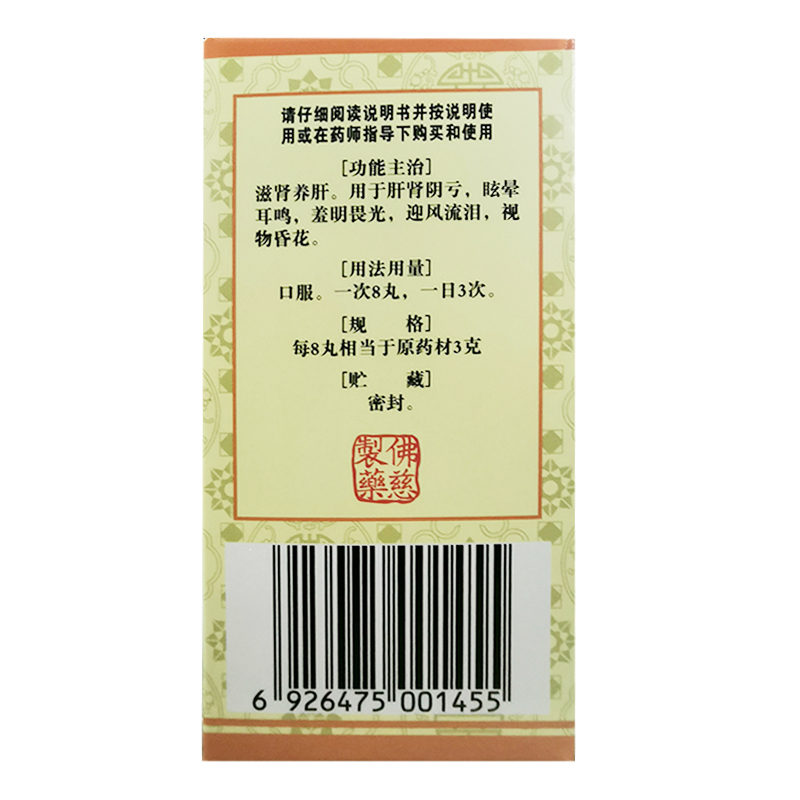 请仔细阅读说明书并按说明使
用或在药师指导下购买和使用
[功能主治]
滋肾养肝。用于肝肾阴亏，眩晕
耳鸣，羞明畏光，迎风流泪，视
物昏花。
[用法用量]
口服。一次8丸，一日3次。
[规　　格]
每8丸相当于原药材3克
[贮　　藏]
密封。
佛慈
製藥
6 926475 001455